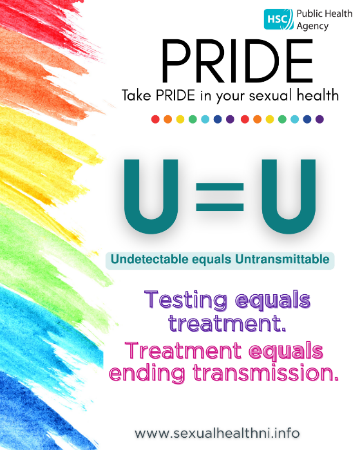 HSC Public Health
Agency
PRIDE
Take PRIDE in your sexual health
U=U
Undetectable equals Untransmittable
Testing equals
treatment.
Treatment equals
ending transmission.
www.sexualhealthni.info